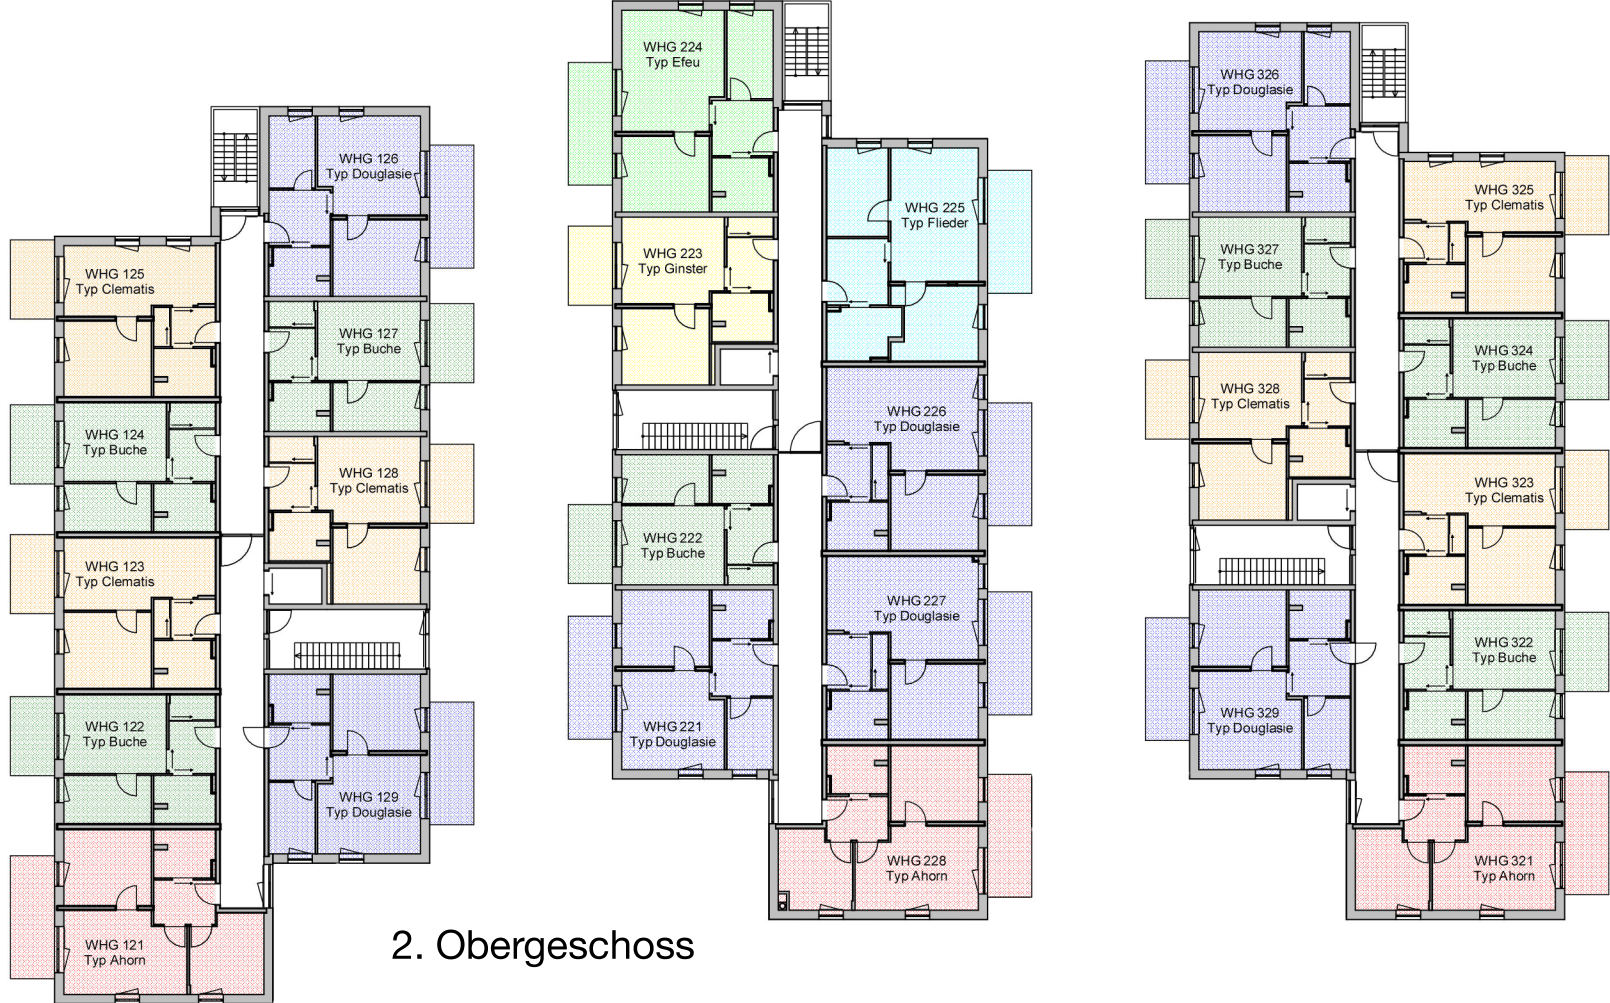 WHG 126
Typ Douglasie
WHG 125
Typ Clematis
WHG 127
Typ Buche
WHG 124
Typ Buche
WHG 128
Typ Clematis
WHG 123
Typ Clematis
WHG 122
Typ Buche
WHG 129
Typ Douglasie
WHG 121
Typ Ahorn
WHG 224
Typ Efeu
WHG 225
Typ Flieder
WHG 223
Typ Ginster
WHG 226
Typ Douglasie
WHG 222
Typ Buche
WHG 227
Typ Douglasie
WHG 221
Typ Douglasie
WHG 228
Typ Ahorn
WHG 326
Typ Douglasie
WHG 325
Typ Clematis
WHG 327
Typ Buche
WHG 324
Typ Buche
WHG 328
Typ Clematis
WHG 323
Typ Clematis
WHG 322
Typ Buche
WHG 329
Typ Douglasie
WHG 321
Typ Ahorn
2. Obergeschoss